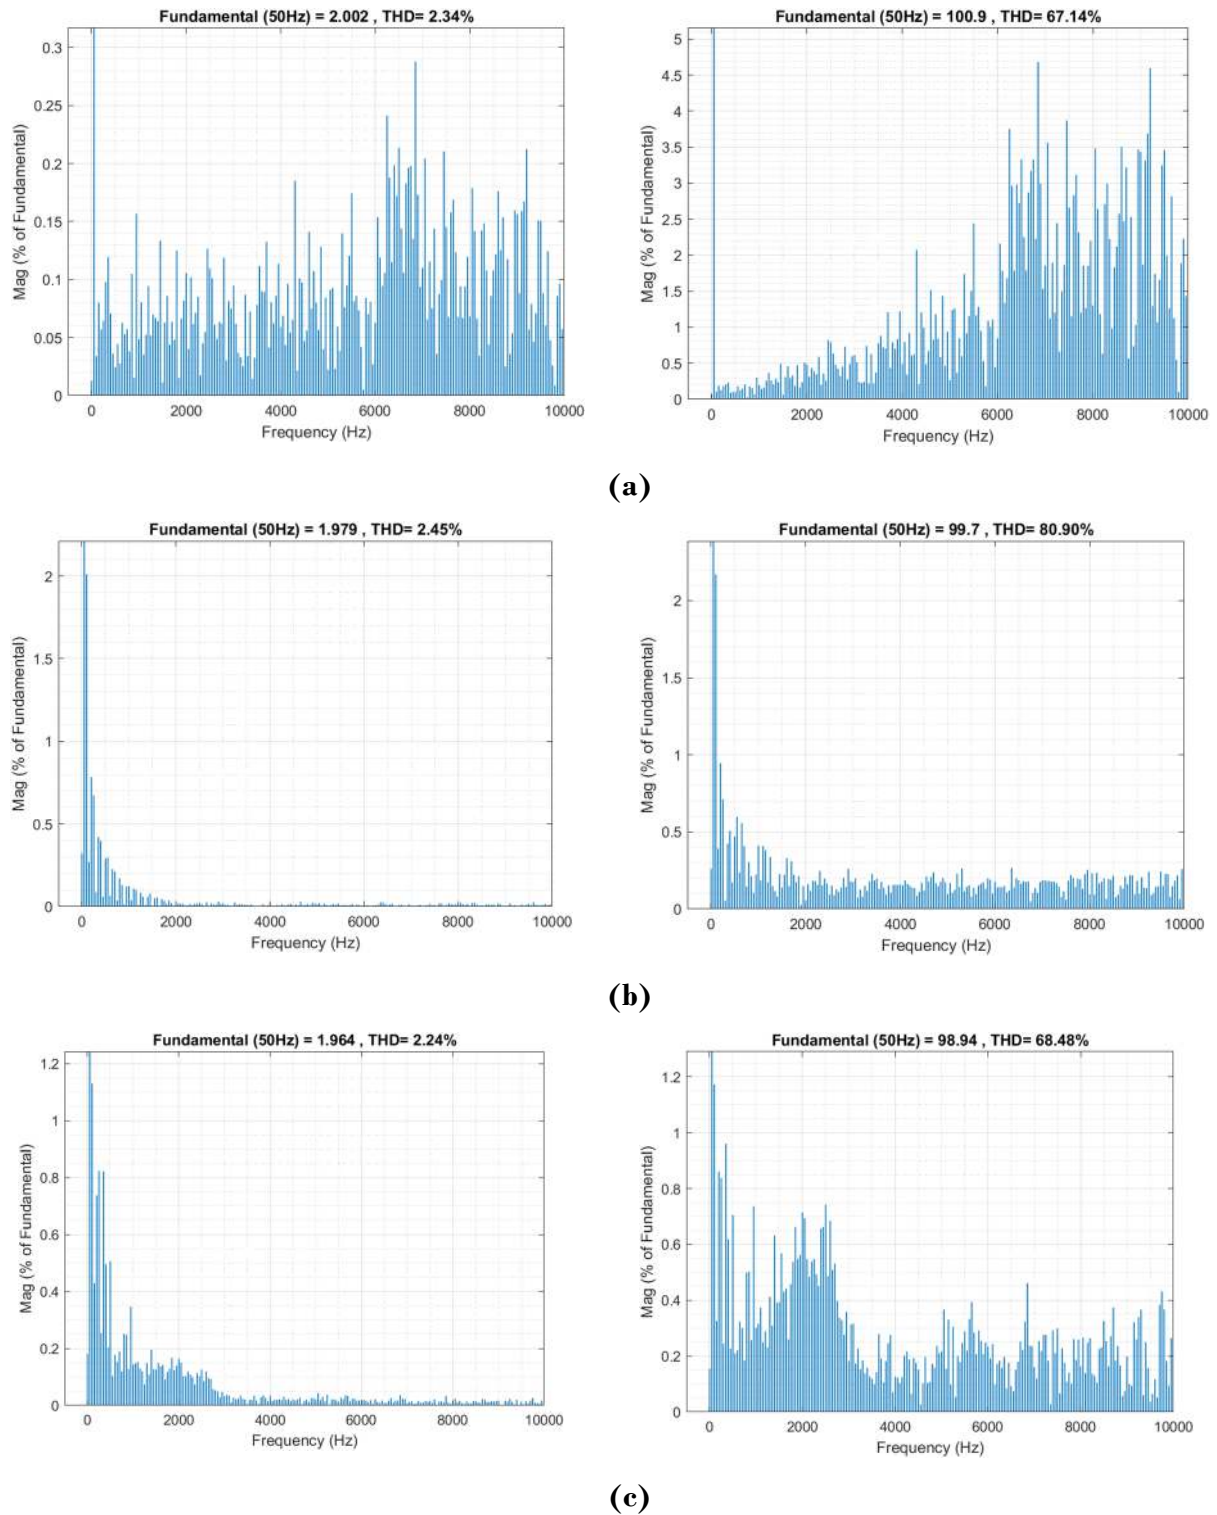 Fundamental (50Hz) = 2.002 , THD= 2.34%
0.3
0.25
0.2
0.15
0.1
0.05
0
Mag (% of Fundamental)
0 2000 4000 6000 8000 10000
Frequency (Hz)
Fundamental (50Hz) = 100.9 , THD= 67.14%
5
4.5
4
3.5
3
2.5
2
1.5
1
0.5
0
Mag (% of Fundamental)
0 2000 4000 6000 8000 10000
Frequency (Hz)
(a)
Fundamental (50Hz) = 1.979 , THD= 2.45%
2
1.5
1
0.5
0
Mag (% of Fundamental)
0 2000 4000 6000 8000 10000
Frequency (Hz)
Fundamental (50Hz) = 99.7 , THD= 80.90%
2
1.5
1
0.5
0
Mag (% of Fundamental)
0 2000 4000 6000 8000 10000
Frequency (Hz)
(b)
Fundamental (50Hz) = 1.964 , THD= 2.24%
1.2
1
0.8
0.6
0.4
0.2
0
Mag (% of Fundamental)
0 2000 4000 6000 8000 10000
Frequency (Hz)
Fundamental (50Hz) = 98.94 , THD= 68.48%
1.2
1
0.8
0.6
0.4
0.2
0
Mag (% of Fundamental)
0 2000 4000 6000 8000 10000
Frequency (Hz)
(c)